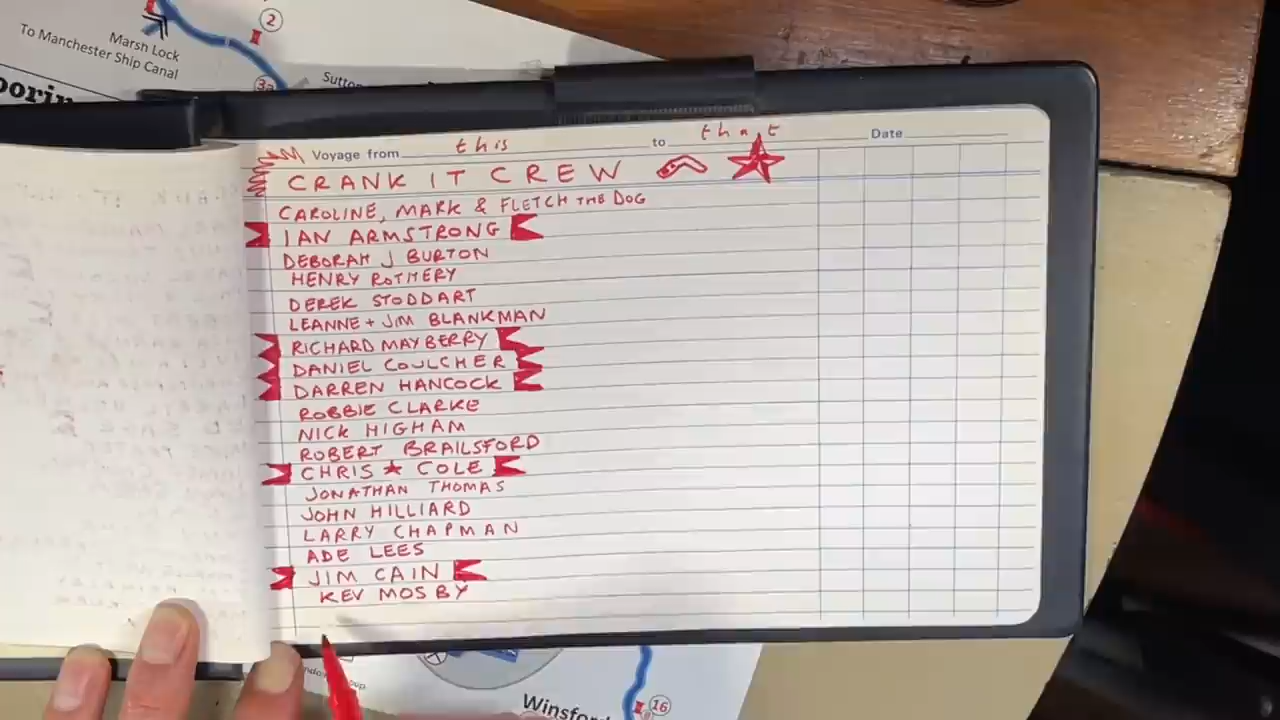 2
Marsh Lock
To Manchester Ship Canal
3a
Voyage from this to that Date
CRANK IT CREW
CAROLINE, MARK & FLETCH THE DOG
IAN ARMSTRONG
DEBORAH J BURTON
HENRY ROTHERY
DEREK STODDART
LEANNE + JIM BLANKMAN
RICHARD MAYBERRY
DANIEL COULCHER
DARREN HANCOCK
ROBBIE CLARKE
NICK HIGHAM
ROBERT BRAILSFORD
CHRIS ★ COLE
JONATHAN THOMAS
JOHN HILLIARD
LARRY CHAPMAN
ADE LEES
JIM CAIN
KEV MOSBY
16